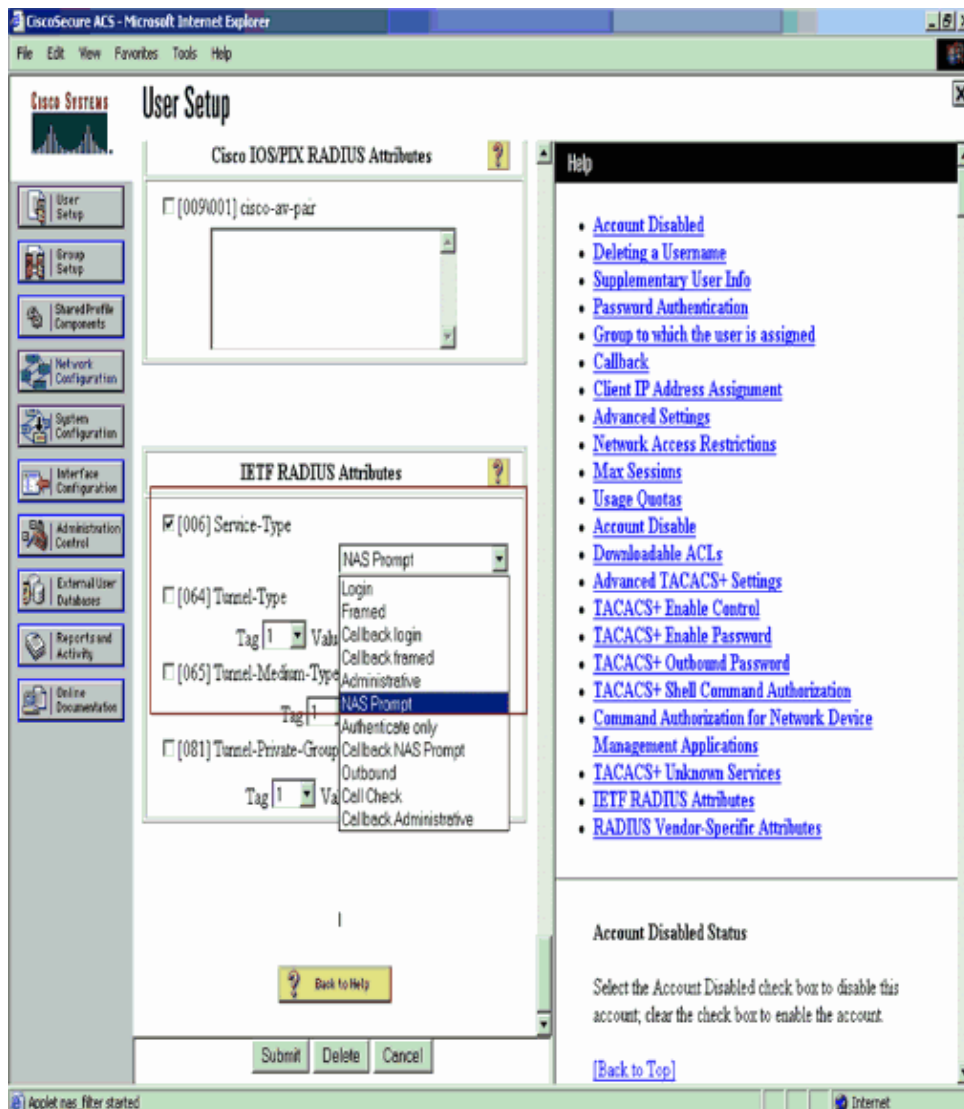 CiscoSecure ACS - Microsoft Internet Explorer
File Edit View Favorites Tools Help
CISCO SYSTEMS
User Setup
User Setup
Group Setup
Shared Profile Components
Network Configuration
System Configuration
Interface Configuration
Administration Control
External User Databases
Reports and Activity
Online Documentation
Cisco IOS/PIX RADIUS Attributes
?
[009\001] cisco-av-pair
IETF RADIUS Attributes
?
[006] Service-Type
NAS Prompt
Login
Framed
Callback login
Callback framed
Administrative
NAS Prompt
Authenticate only
Callback NAS Prompt
Outbound
Call Check
Callback Administrative
[064] Tunnel-Type
Tag 1 Valu
[065] Tunnel-Medium-Type
Tag 1
[081] Tunnel-Private-Group
Tag 1 Va
? Back to Help
Submit Delete Cancel
Help
Account Disabled
Deleting a Username
Supplementary User Info
Password Authentication
Group to which the user is assigned
Callback
Client IP Address Assignment
Advanced Settings
Network Access Restrictions
Max Sessions
Usage Quotas
Account Disable
Downloadable ACLs
Advanced TACACS+ Settings
TACACS+ Enable Control
TACACS+ Enable Password
TACACS+ Outbound Password
TACACS+ Shell Command Authorization
Command Authorization for Network Device
Management Applications
TACACS+ Unknown Services
IETF RADIUS Attributes
RADIUS Vendor-Specific Attributes
Account Disabled Status
Select the Account Disabled check box to disable this
account; clear the check box to enable the account.
[Back to Top]
Applet nas_filter started
Internet